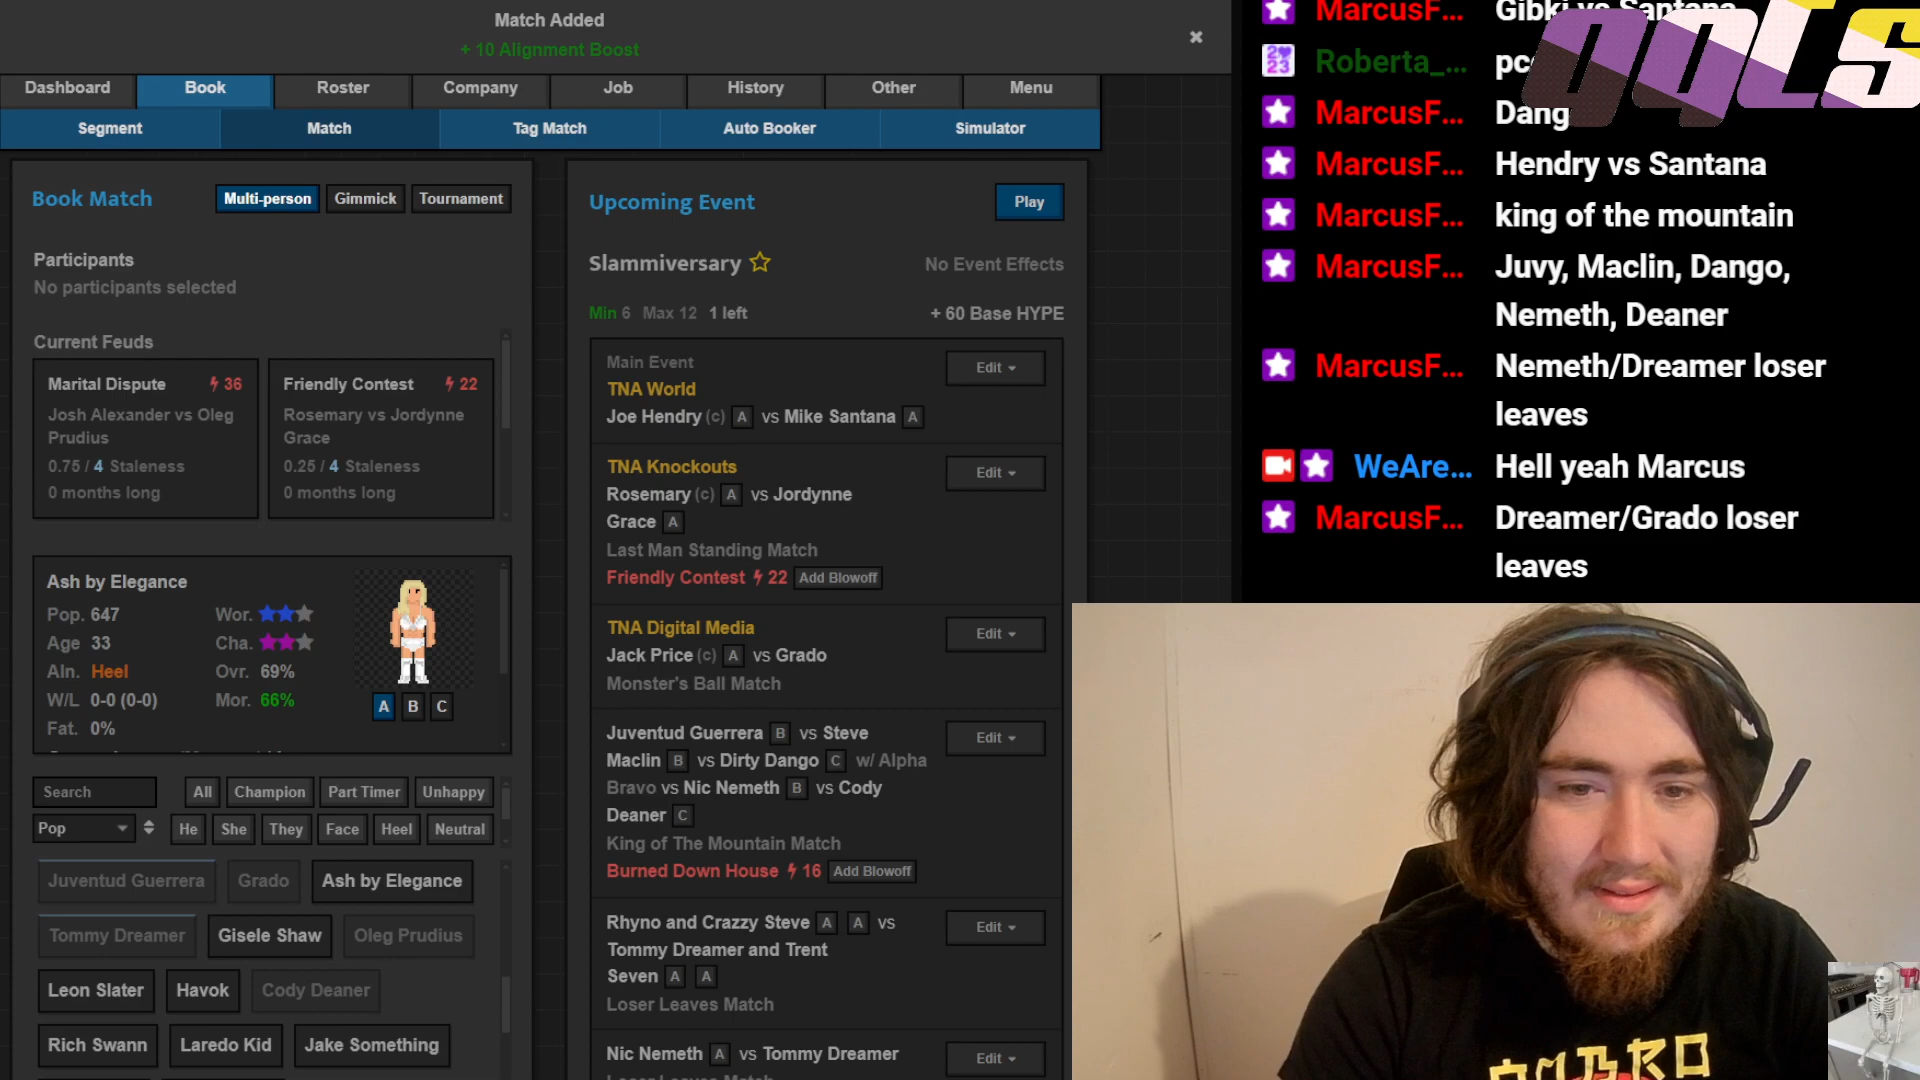 Match Added
+ 10 Alignment Boost
Dashboard
Book
Roster
Company
Job
History
Other
Menu
Segment
Match
Tag Match
Auto Booker
Simulator
Book Match
Multi-person
Gimmick
Tournament
Participants
No participants selected
Current Feuds
Marital Dispute 36
Josh Alexander vs Oleg
Prudius
0.75 / 4 Staleness
0 months long
Friendly Contest 22
Rosemary vs Jordynne
Grace
0.25 / 4 Staleness
0 months long
Ash by Elegance
Pop. 647
Wor.
Age 33
Cha.
Aln. Heel
Ovr. 69%
W/L 0-0 (0-0)
Mor. 66%
Fat. 0%
A B C
Search
All
Champion
Part Timer
Unhappy
Pop
He
She
They
Face
Heel
Neutral
Juventud Guerrera
Grado
Ash by Elegance
Tommy Dreamer
Gisele Shaw
Oleg Prudius
Leon Slater
Havok
Cody Deaner
Rich Swann
Laredo Kid
Jake Something
Upcoming Event
Play
Slammiversary
No Event Effects
Min 6 Max 12 1 left
+ 60 Base HYPE
Main Event
Edit
TNA World
Joe Hendry (c) A vs Mike Santana A
TNA Knockouts
Edit
Rosemary (c) A vs Jordynne
Grace A
Last Man Standing Match
Friendly Contest 22 Add Blowoff
TNA Digital Media
Edit
Jack Price (c) A vs Grado
Monster's Ball Match
Juventud Guerrera B vs Steve
Edit
Maclin B vs Dirty Dango C w/ Alpha
Bravo vs Nic Nemeth B vs Cody
Deaner C
King of The Mountain Match
Burned Down House 16 Add Blowoff
Rhyno and Crazzy Steve A A vs
Edit
Tommy Dreamer and Trent
Seven A A
Loser Leaves Match
Nic Nemeth A vs Tommy Dreamer
Edit
Loser Leaves Match
MarcusF... Gibki vs Santana
Roberta_...
MarcusF... Dang
MarcusF... Hendry vs Santana
MarcusF... king of the mountain
MarcusF... Juvy, Maclin, Dango,
Nemeth, Deaner
MarcusF... Nemeth/Dreamer loser
leaves
WeAre... Hell yeah Marcus
MarcusF... Dreamer/Grado loser
leaves